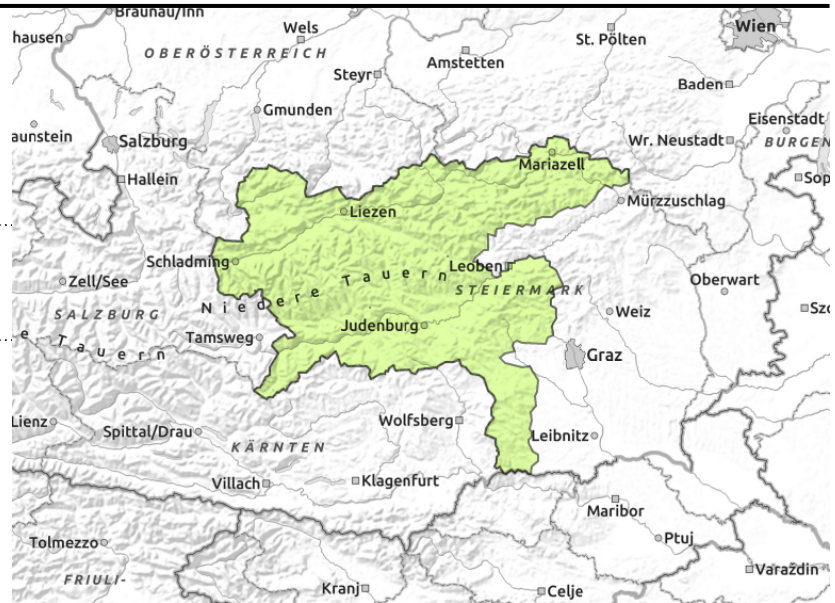 Braunau/Inn
hausen
Wels
OBERÖSTERREICH
St. Pölten
Wien
Amstetten
Steyr
Baden
Gmunden
Eisenstadt
aunstein
Salzburg
Wr. Neustadt
BURGEN
Mariazell
Hallein
Sop
Mürzzuschlag
Liezen
Schladming
Leoben
Zell/See
Niedere Tauern
STEIERMARK
Oberwart
SALZBURG
Szo
Weiz
Judenburg
Tamsweg
e. Tauern
Graz
Wolfsberg
Lienz
Spittal/Drau
Leibnitz
KÄRNTEN
Villach
Klagenfurt
Maribor
Tolmezzo
Ptuj
Varaždin
FRIULI-
Kranj
Celje